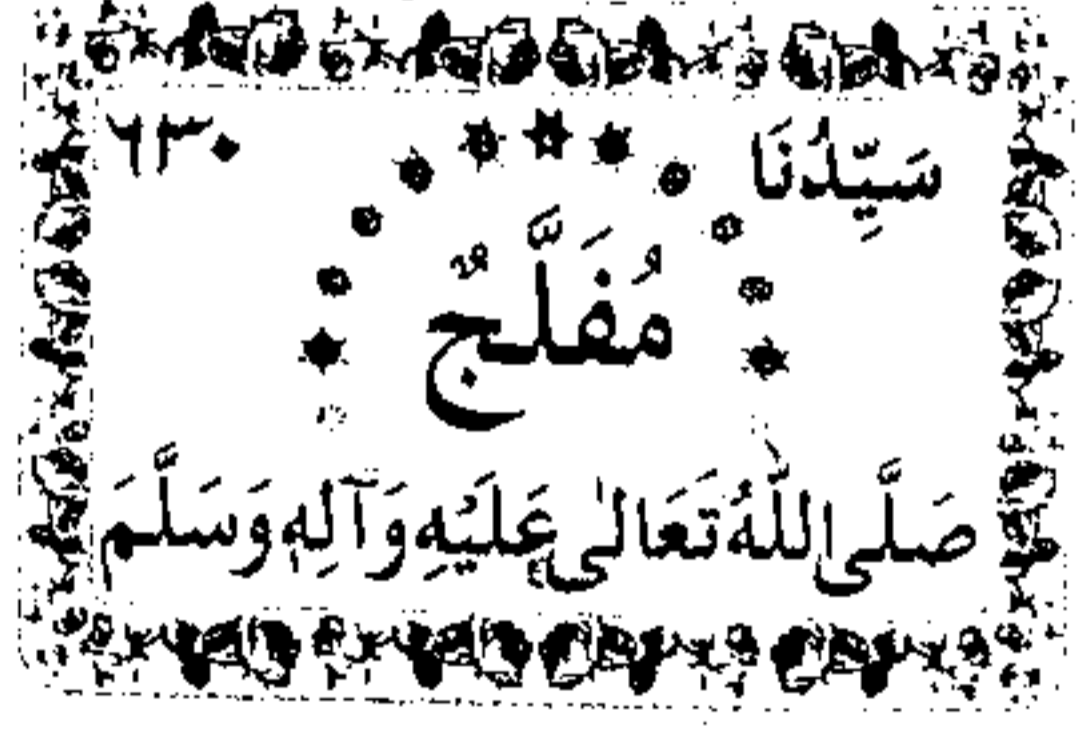 سَيِّدُنَا ٦٣٠
مُفَلَّجٌ
صَلَّى اللّٰهُ تَعَالٰى عَلَيْهِ وَآلِهٖ وَسَلَّمَ